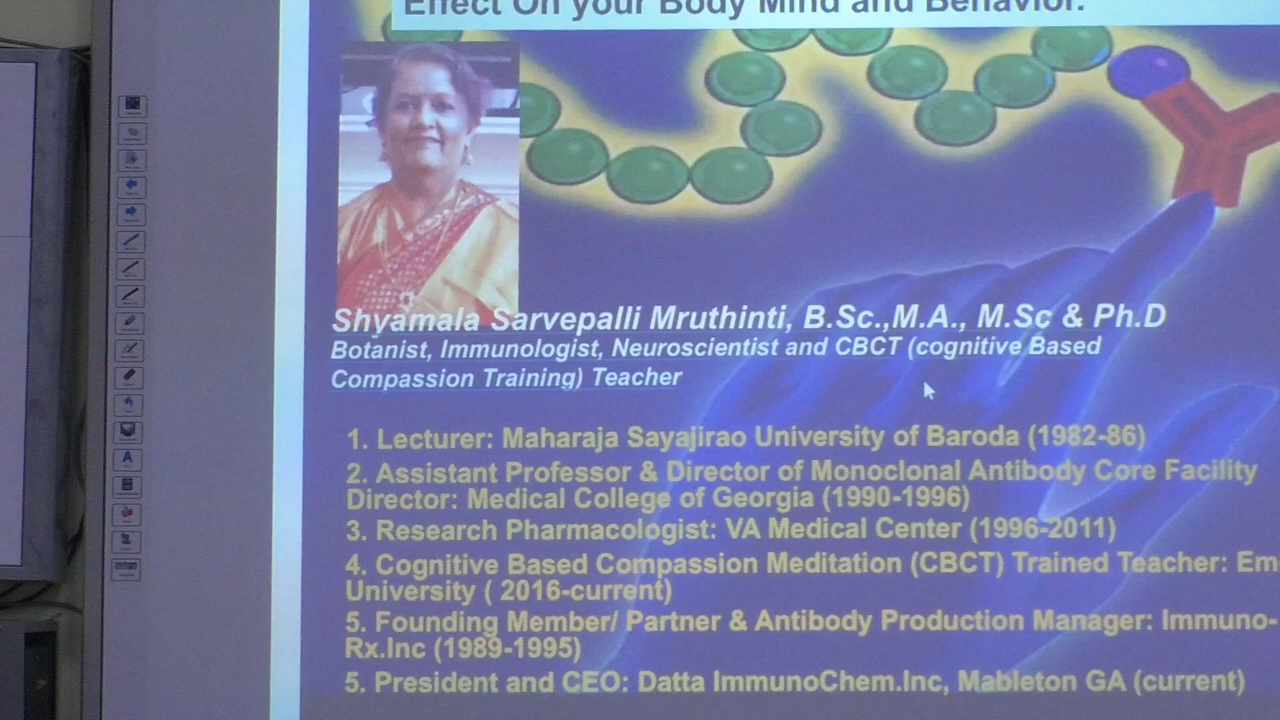 Effect On your Body Mind and Behavior.
Shyamala Sarvepalli Mruthinti, B.Sc.,M.A., M.Sc & Ph.D
Botanist, Immunologist, Neuroscientist and CBCT (cognitive Based
Compassion Training) Teacher
1. Lecturer: Maharaja Sayajirao University of Baroda (1982-86)
2. Assistant Professor & Director of Monoclonal Antibody Core Facility
Director: Medical College of Georgia (1990-1996)
3. Research Pharmacologist: VA Medical Center (1996-2011)
4. Cognitive Based Compassion Meditation (CBCT) Trained Teacher: Em
University ( 2016-current)
5. Founding Member/ Partner & Antibody Production Manager: Immuno-
Rx.Inc (1989-1995)
5. President and CEO: Datta ImmunoChem.Inc, Mableton GA (current)